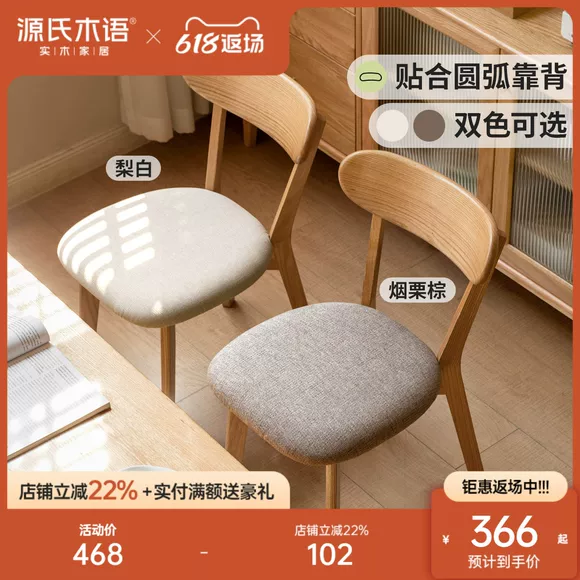 源氏木语®
实|木|家|居
×
618返场
贴合圆弧靠背
双色可选
梨白
烟栗棕
店铺立减22%+实付满额送豪礼
钜惠返场中!!!
活动价
468
-
店铺立减22%
102
¥ 366 起
预计到手价